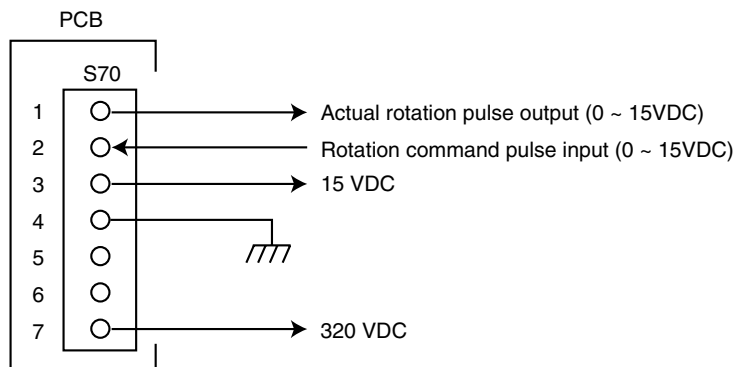 PCB
S70
1 Actual rotation pulse output (0 ~ 15VDC)
2 Rotation command pulse input (0 ~ 15VDC)
3 15 VDC
4
5
6
7 320 VDC